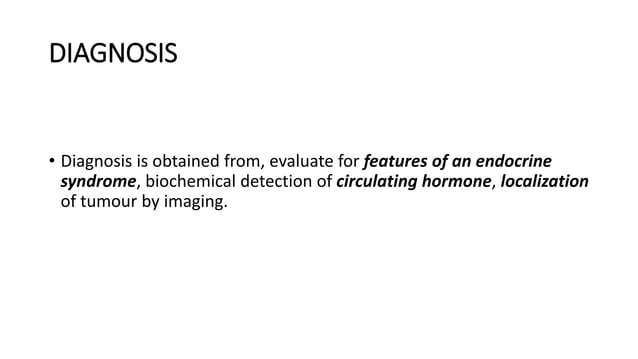 DIAGNOSIS
• Diagnosis is obtained from, evaluate for features of an endocrine
syndrome, biochemical detection of circulating hormone, localization
of tumour by imaging.